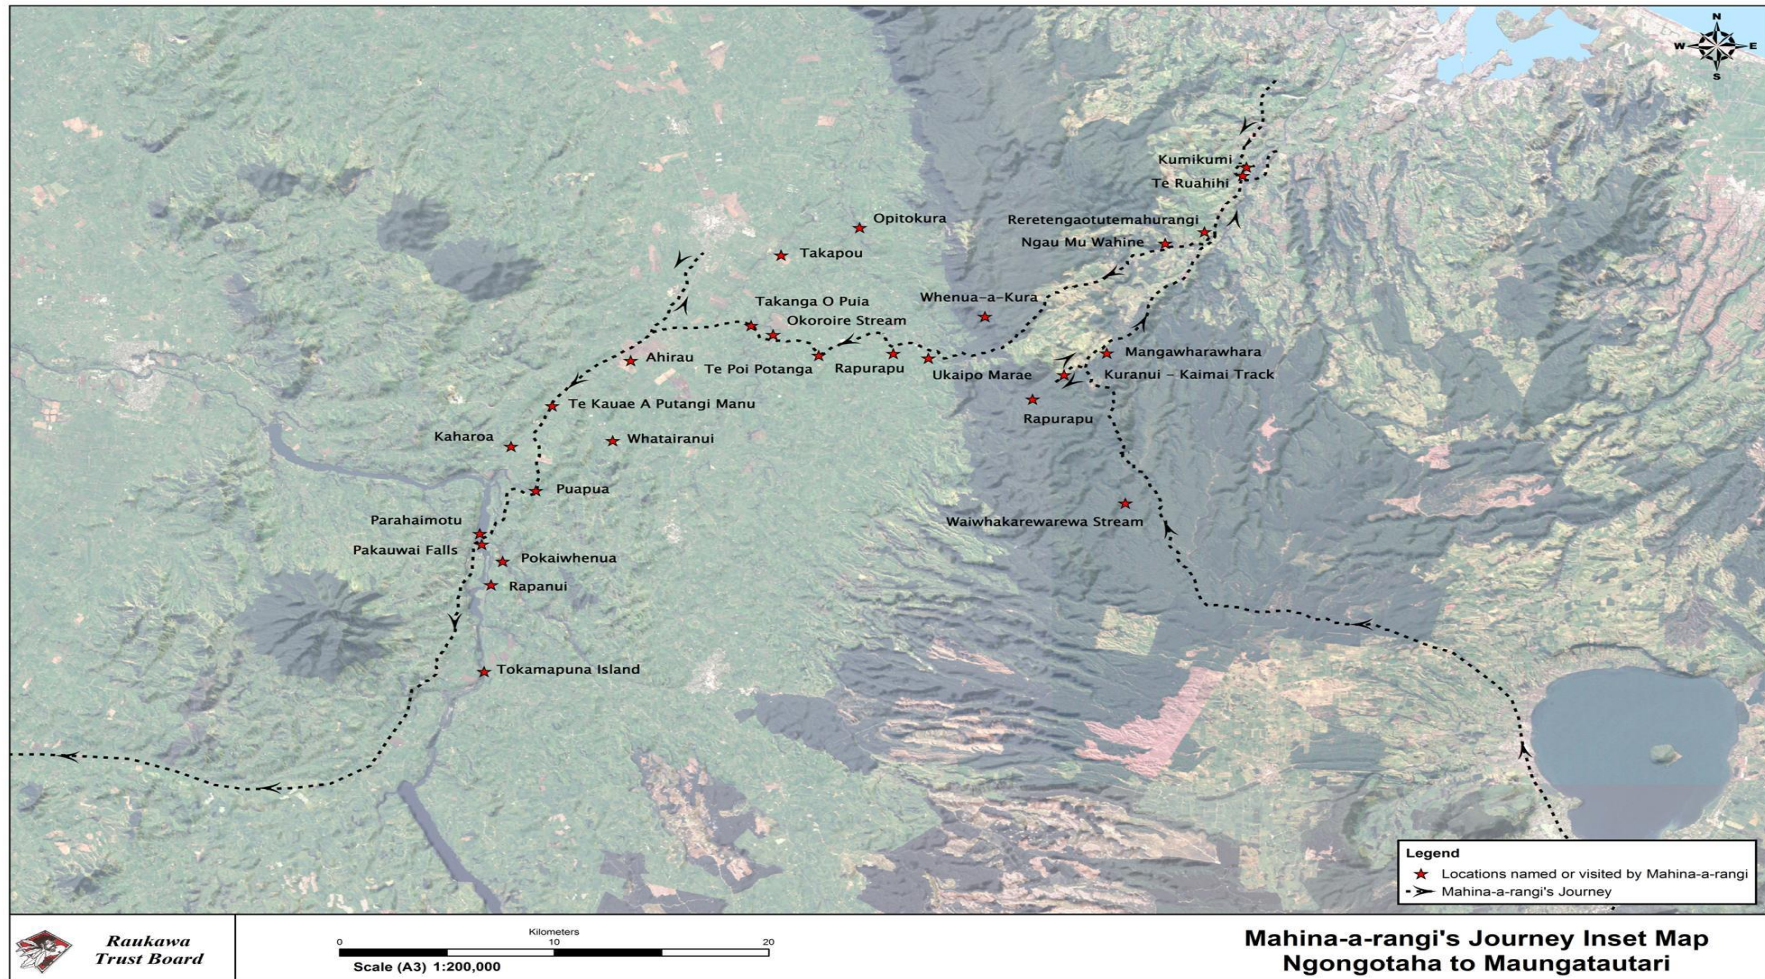 N
W E
S
Kumikumi
Te Ruahihi
Opitokura
Reretengaotutemahurangi
Ngau Mu Wahine
Takapou
Whenua-a-Kura
Takanga O Puia
Okoroire Stream
Ahirau
Te Poi Potanga
Rapurapu
Ukaipo Marae
Mangawharawhara
Kuranui - Kaimai Track
Te Kauae A Putangi Manu
Rapurapu
Kaharoa
Whatairanui
Puapua
Parahaimotu
Waiwhakarewarewa Stream
Pakauwai Falls
Pokaiwhenua
Rapanui
Tokamapuna Island
Legend
Locations named or visited by Mahina-a-rangi
Mahina-a-rangi's Journey
Raukawa
Trust Board
Kilometers
0 10 20
Scale (A3) 1:200,000
Mahina-a-rangi's Journey Inset Map
Ngongotaha to Maungatautari